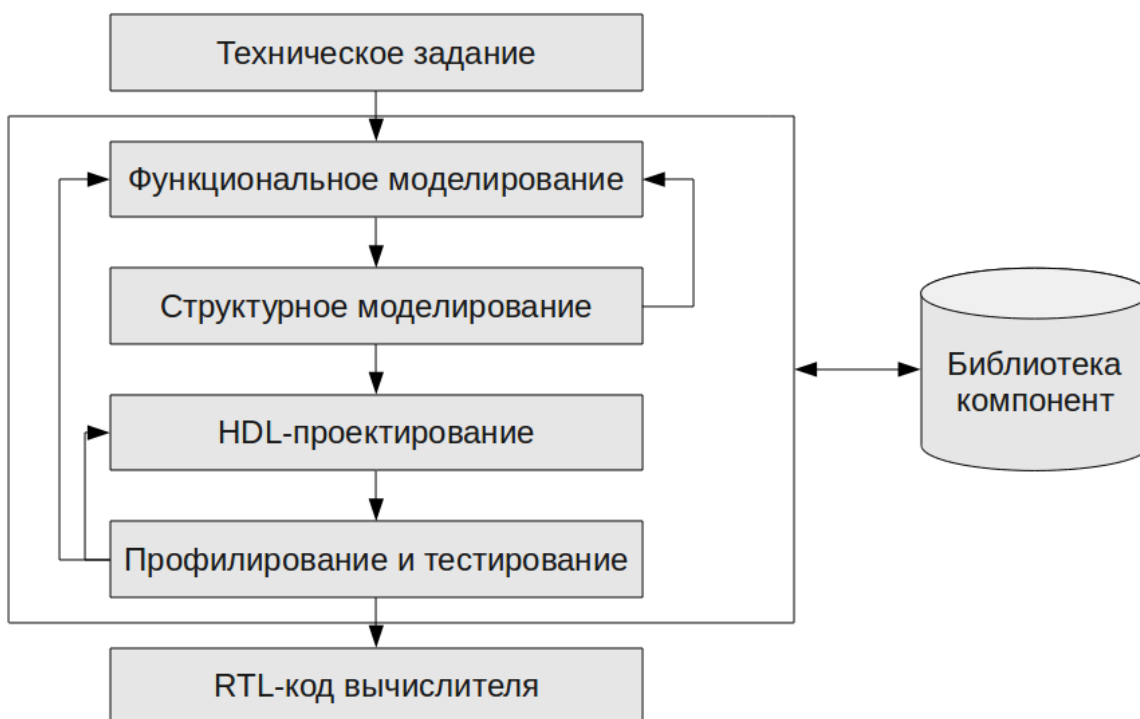 Техническое задание
Функциональное моделирование
Структурное моделирование
Библиотека
компонент
HDL-проектирование
Профилирование и тестирование
RTL-код вычислителя